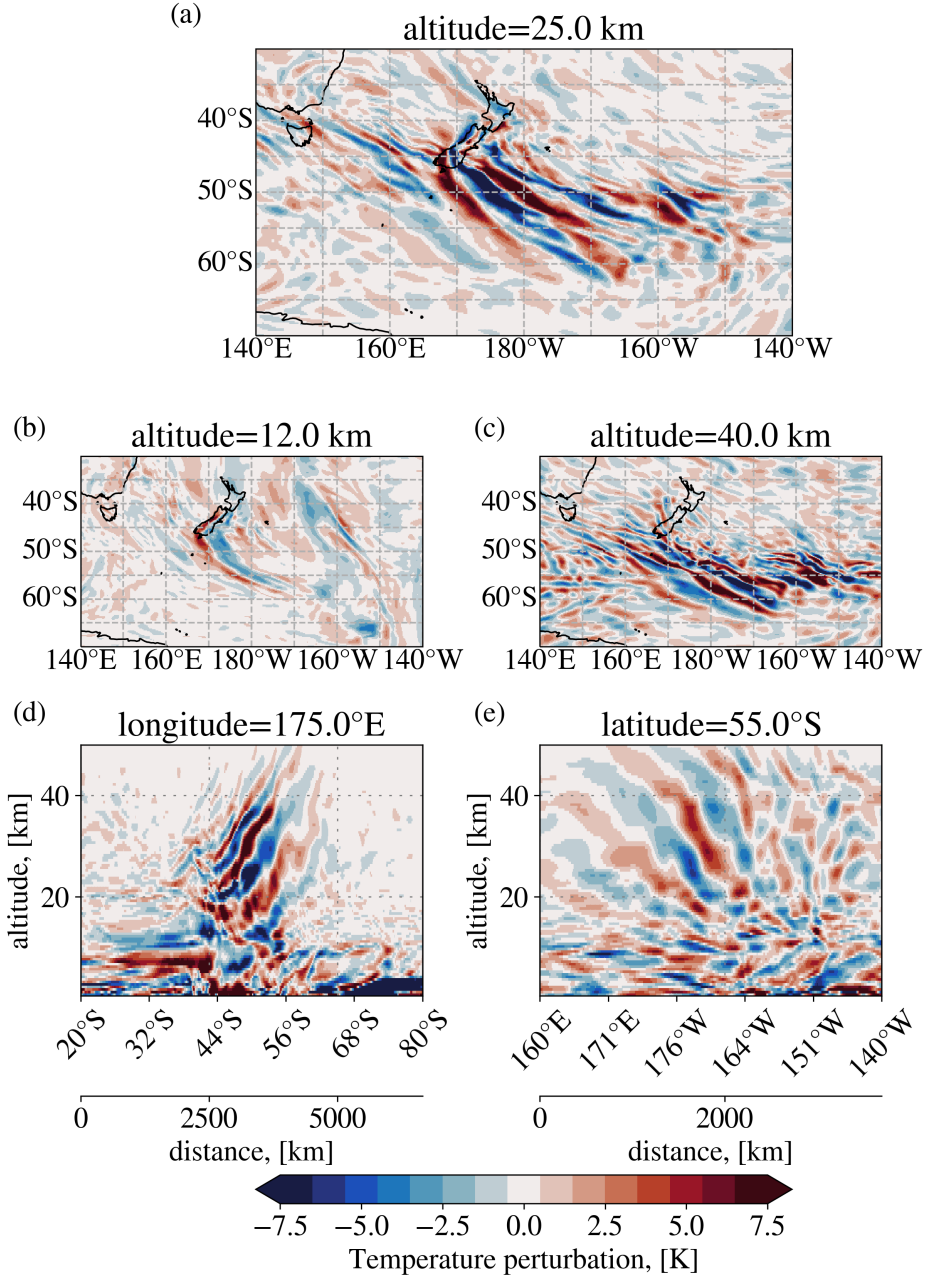 (a)
altitude=25.0 km
40°S
50°S
60°S
140°E 160°E 180°W 160°W 140°W
(b)
altitude=12.0 km
40°S
50°S
60°S
140°E 160°E 180°W 160°W 140°W
(c)
altitude=40.0 km
40°S
50°S
60°S
140°E 160°E 180°W 160°W 140°W
(d)
longitude=175.0°E
altitude, [km]
40
20
20°S 32°S 44°S 56°S 68°S 80°S
0 2500 5000
distance, [km]
(e)
latitude=55.0°S
altitude, [km]
40
20
160°E 171°E 176°W 164°W 151°W 140°W
0 2000
distance, [km]
−7.5 −5.0 −2.5 0.0 2.5 5.0 7.5
Temperature perturbation, [K]